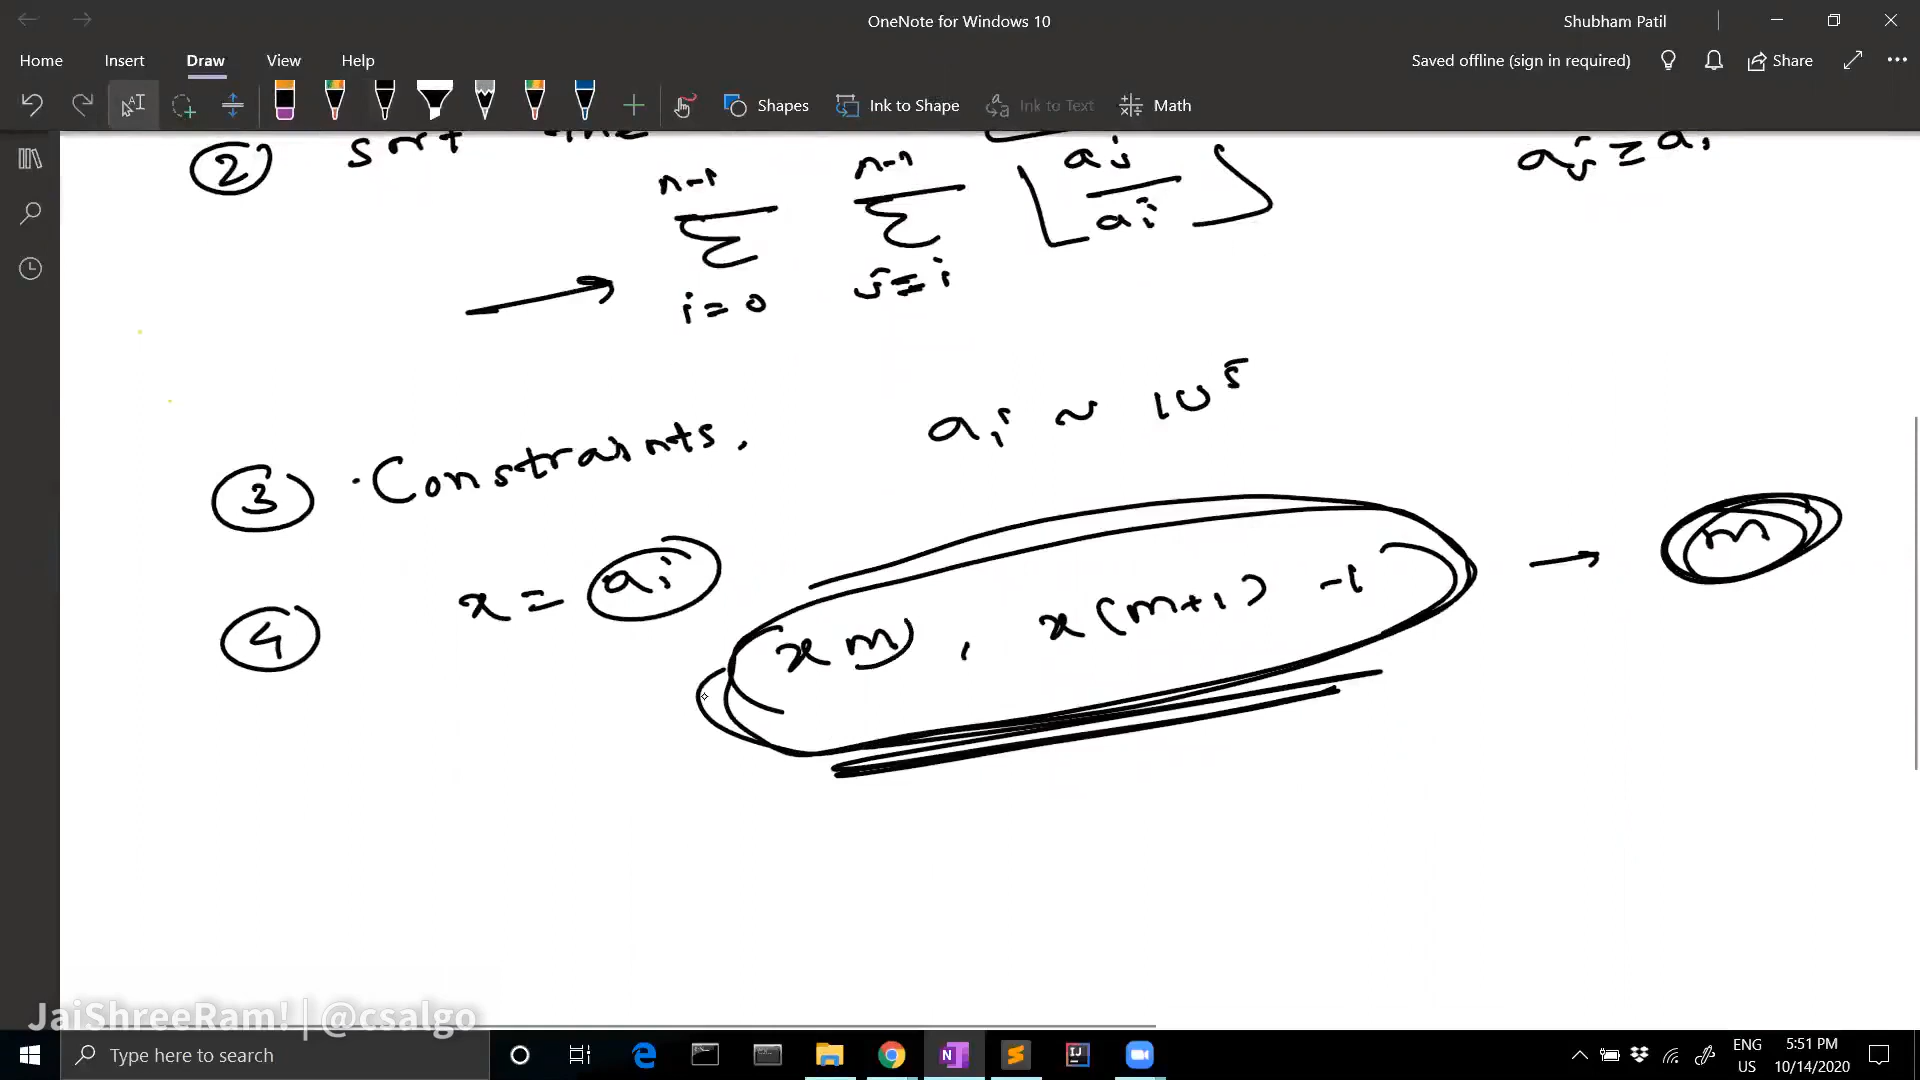 OneNote for Windows 10
Shubham Patil
Home Insert Draw View Help
Saved offline (sign in required)
Share
Shapes
Ink to Shape
Ink to Text
Math
2 sort the
n-1 n-1
∑ ∑ ⌊ aj / ai ⌋
i=0 j=i
aj ≥ ai
3 . Constraints. ai ~ 10^5
4 x = ai
xm, x(m+1) -1 → m
JaiShreeRam! | @csalgo
Type here to search
ENG
US
5:51 PM
10/14/2020